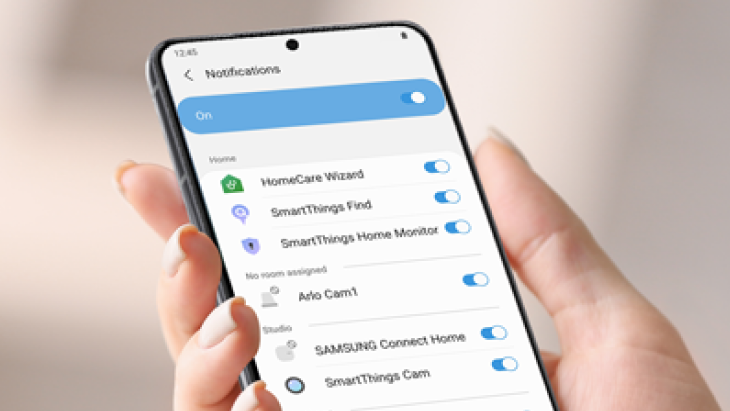 12:45
Notifications
On
Home
HomeCare Wizard
SmartThings Find
SmartThings Home Monitor
No room assigned
Arlo Cam1
Studio
SAMSUNG Connect Home
SmartThings Cam